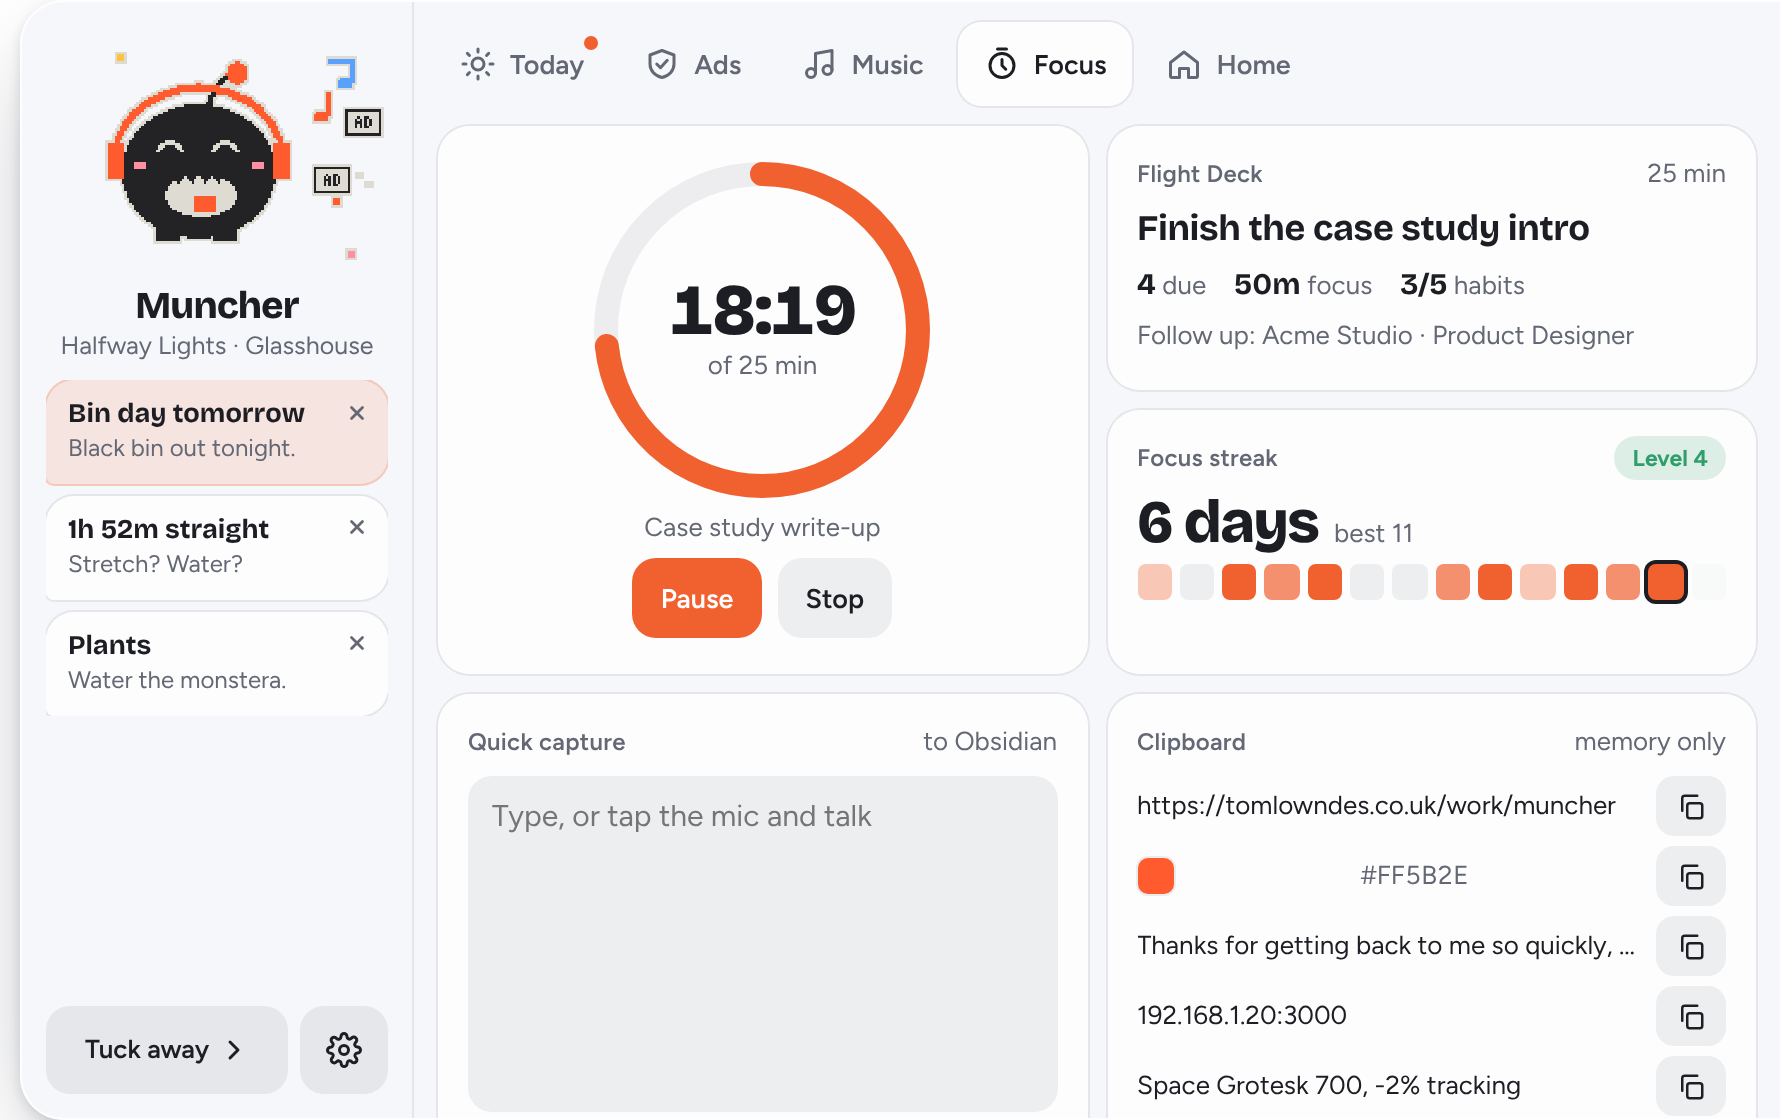 AD
AD
Muncher
Halfway Lights · Glasshouse
Bin day tomorrow
Black bin out tonight.
1h 52m straight
Stretch? Water?
Plants
Water the monstera.
Tuck away
Today
Ads
Music
Focus
Home
18:19
of 25 min
Case study write-up
Pause
Stop
Flight Deck
25 min
Finish the case study intro
4 due 50m focus 3/5 habits
Follow up: Acme Studio · Product Designer
Focus streak
Level 4
6 days best 11
Quick capture
to Obsidian
Type, or tap the mic and talk
Clipboard
memory only
https://tomlowndes.co.uk/work/muncher
#FF5B2E
Thanks for getting back to me so quickly, ...
192.168.1.20:3000
Space Grotesk 700, -2% tracking